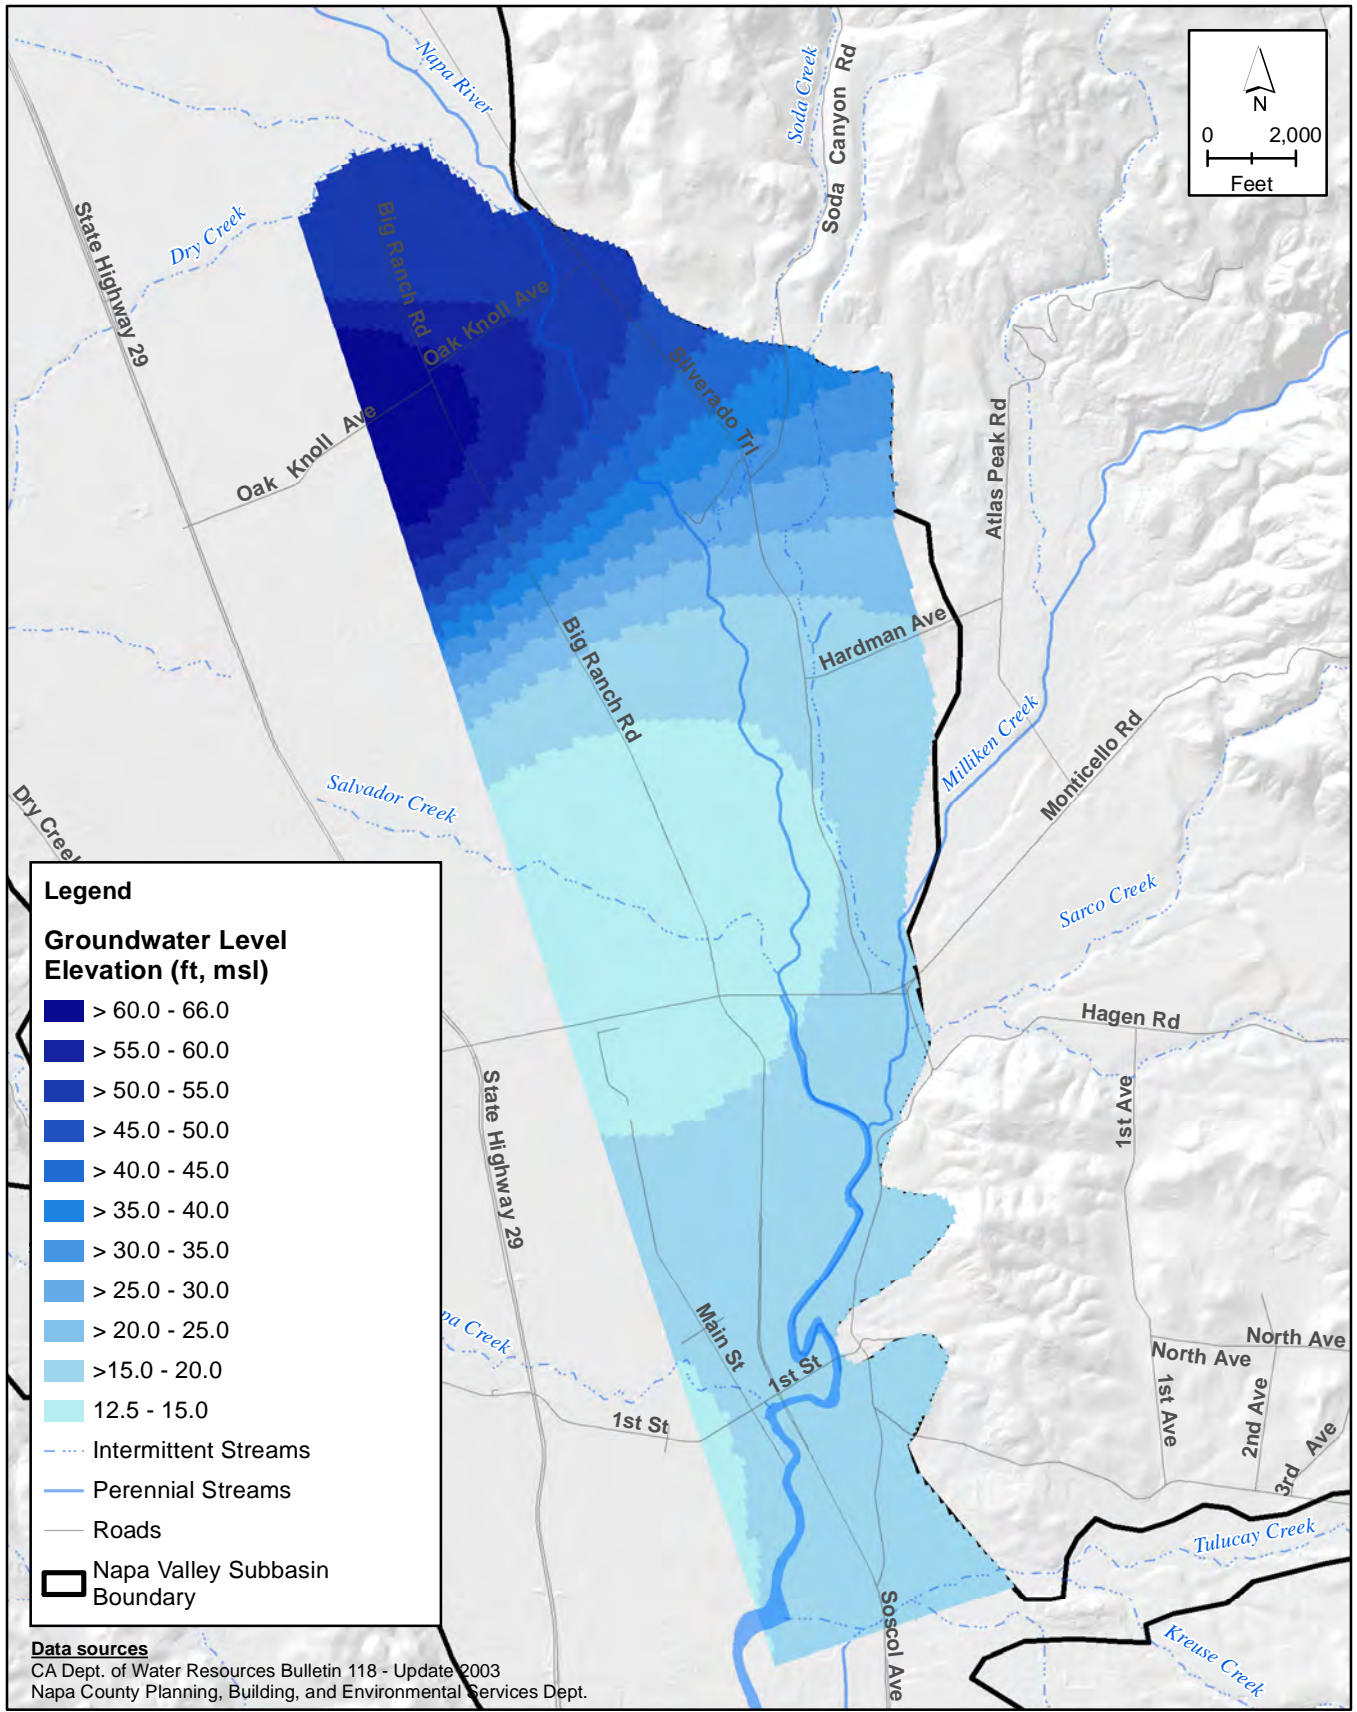 Napa River
Soda Creek
Soda Canyon Rd
N
0 2,000
Feet
Dry Creek
State Highway 29
Big Ranch Rd
Oak Knoll Ave
Silverado Trl
Oak Knoll Ave
Atlas Peak Rd
Big Ranch Rd
Hardman Ave
Milliken Creek
Monticello Rd
Salvador Creek
Dry Creek
Sarco Creek
Hagen Rd
1st Ave
State Highway 29
Main St
1st St
1st St
pa Creek
North Ave
North Ave
1st Ave
2nd Ave
3rd Ave
Tulucay Creek
Soscol Ave
Kreuse Creek
Legend
Groundwater Level
Elevation (ft, msl)
> 60.0 - 66.0
> 55.0 - 60.0
> 50.0 - 55.0
> 45.0 - 50.0
> 40.0 - 45.0
> 35.0 - 40.0
> 30.0 - 35.0
> 25.0 - 30.0
> 20.0 - 25.0
>15.0 - 20.0
12.5 - 15.0
Intermittent Streams
Perennial Streams
Roads
Napa Valley Subbasin
Boundary
Data sources
CA Dept. of Water Resources Bulletin 118 - Update 2003
Napa County Planning, Building, and Environmental Services Dept.